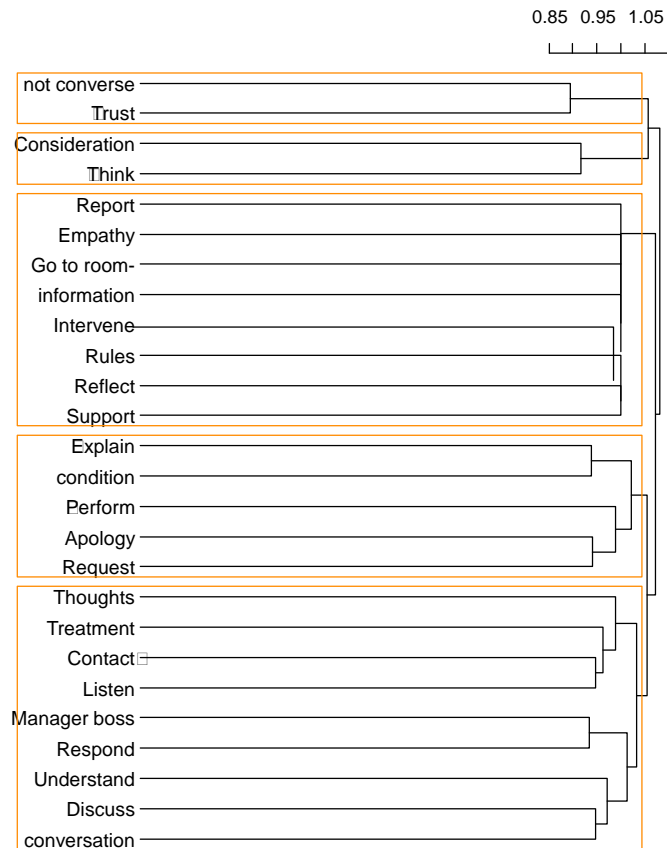 0.85 0.95 1.05
not converse
Trust
Consideration
Think
Report
Empathy
Go to room-
information
Intervene
Rules
Reflect
Support
Explain
condition
Perform
Apology
Request
Thoughts
Treatment
Contact
Listen
Manager boss
Respond
Understand
Discuss
conversation